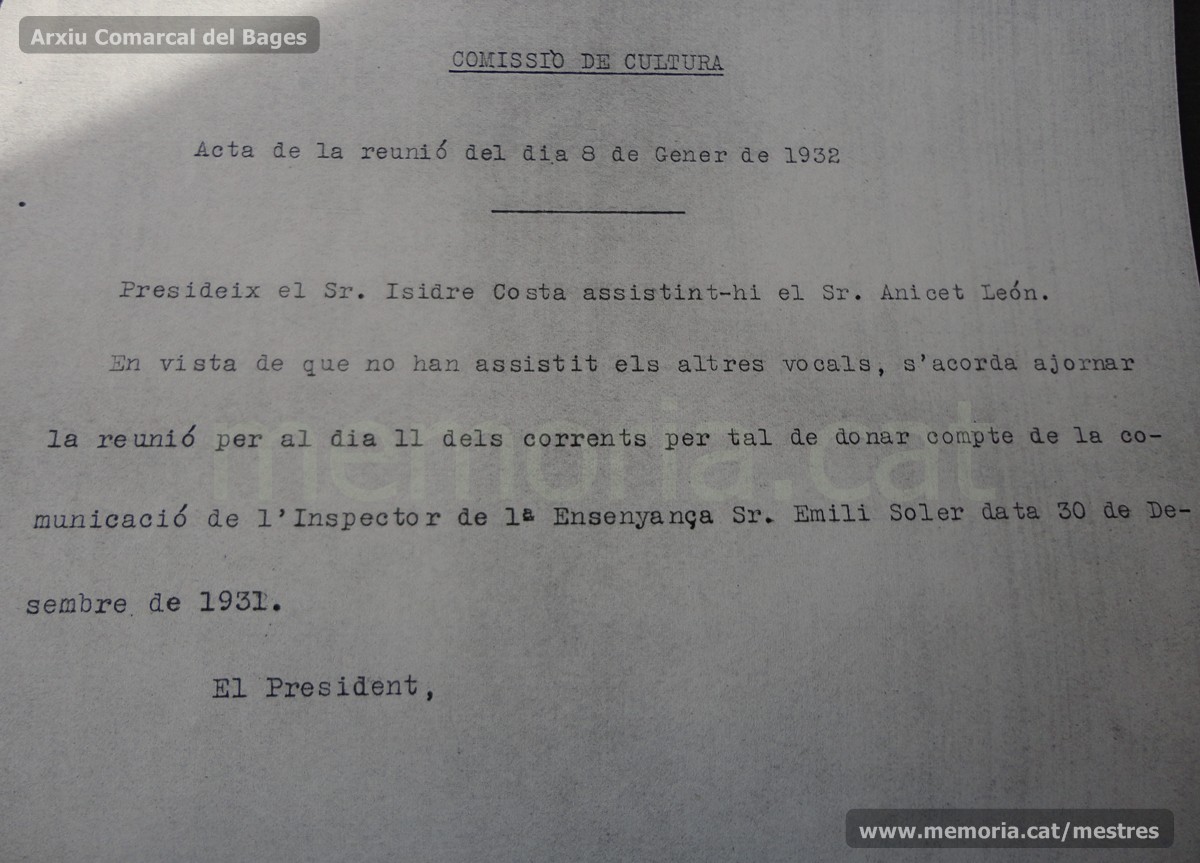 Arxiu Comarcal del Bages
COMISSIÒ DE CULTURA
Acta de la reunió del dia 8 de Gener de 1932
Presideix el Sr. Isidre Costa assistint-hi el Sr. Anicet León.
En vista de que no han assistit els altres vocals, s'acorda ajornar
la reunió per al dia 11 dels corrents per tal de donar compte de la co-
municació de l'Inspector de 1ª Ensenyança Sr. Emili Soler data 30 de De-
sembre de 1931.
El President,
memoria.cat
www.memoria.cat/mestres